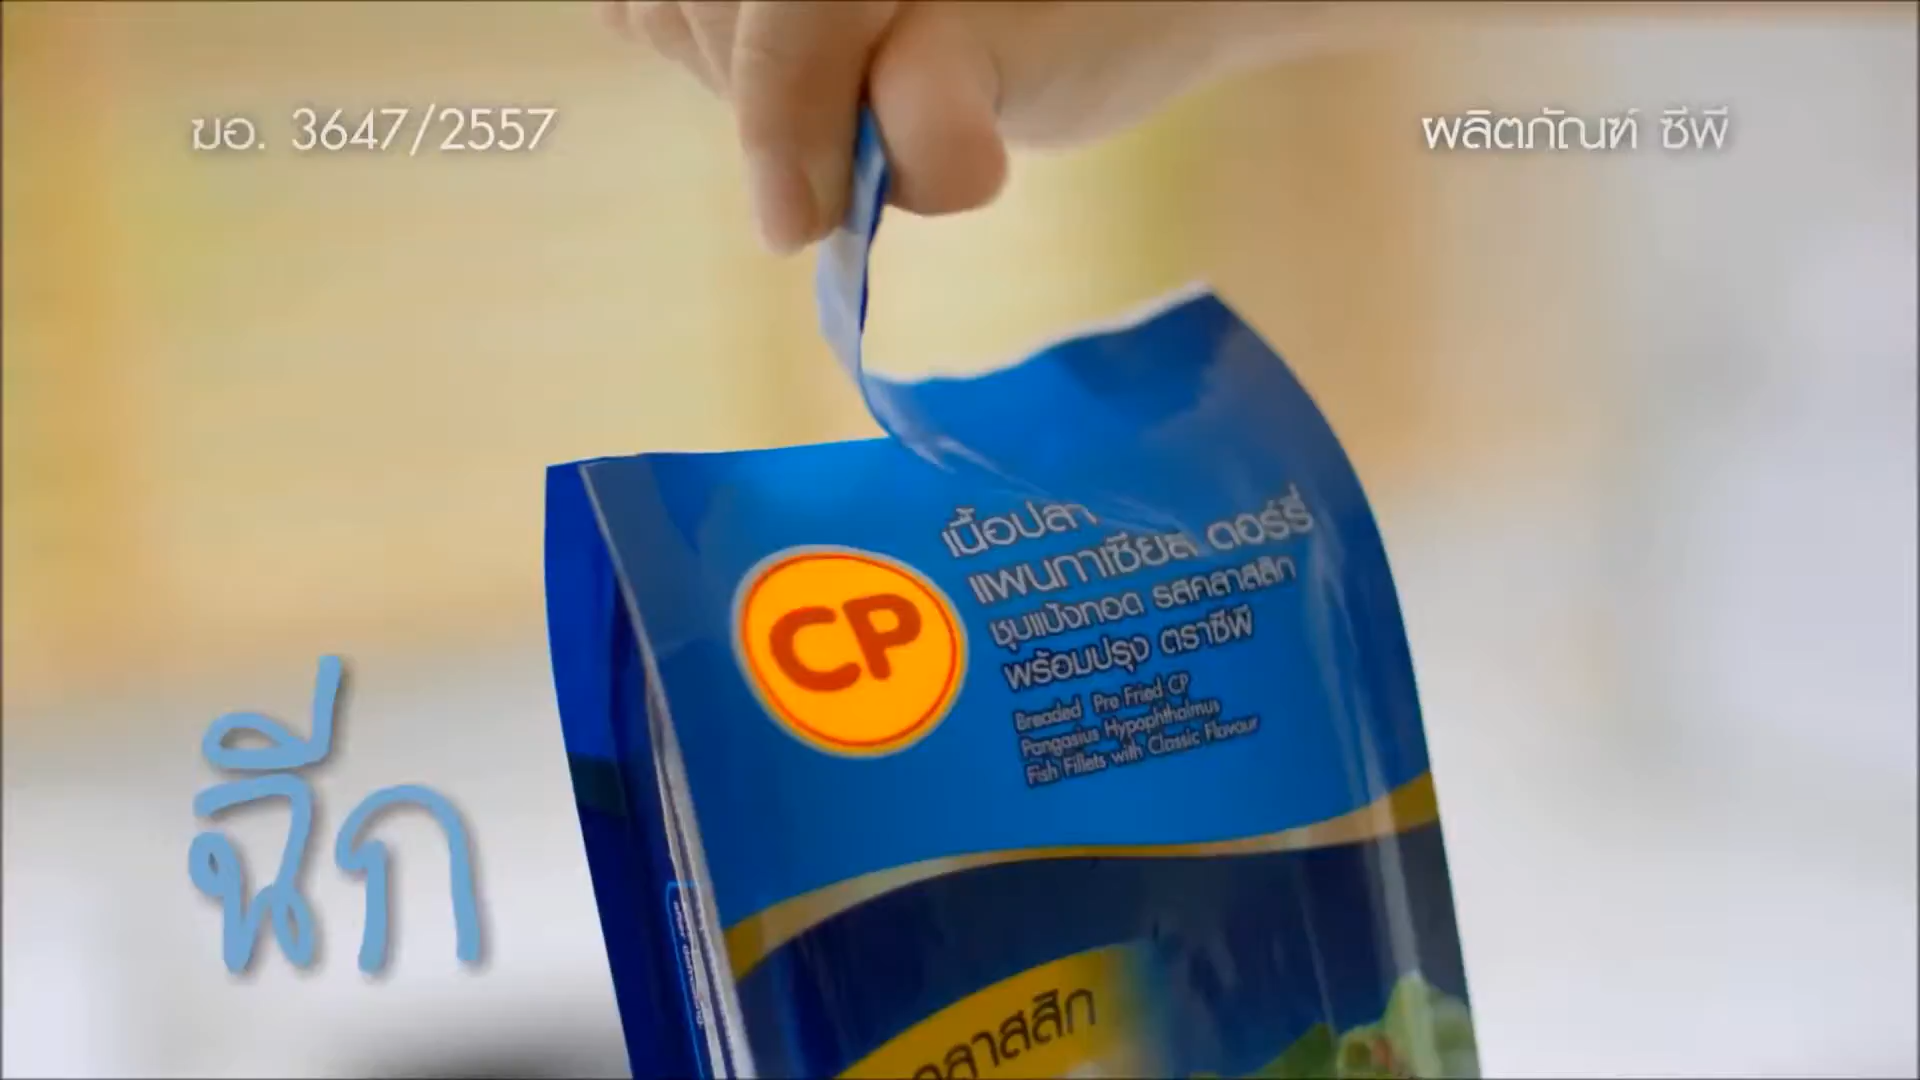 ฆอ. 3647/2557
ผลิตภัณฑ์ ซีพี
เนื้อปลา
แพนกาเซียส ดอร์รี่
ชุบแป้งทอด รสคลาสสิก
พร้อมปรุง ตราซีพี
CP
Breaded Pre Fried CP
Pangasius Hypophthalmus
Fish Fillets with Classic Flavour
ฉีก
คลาสสิก